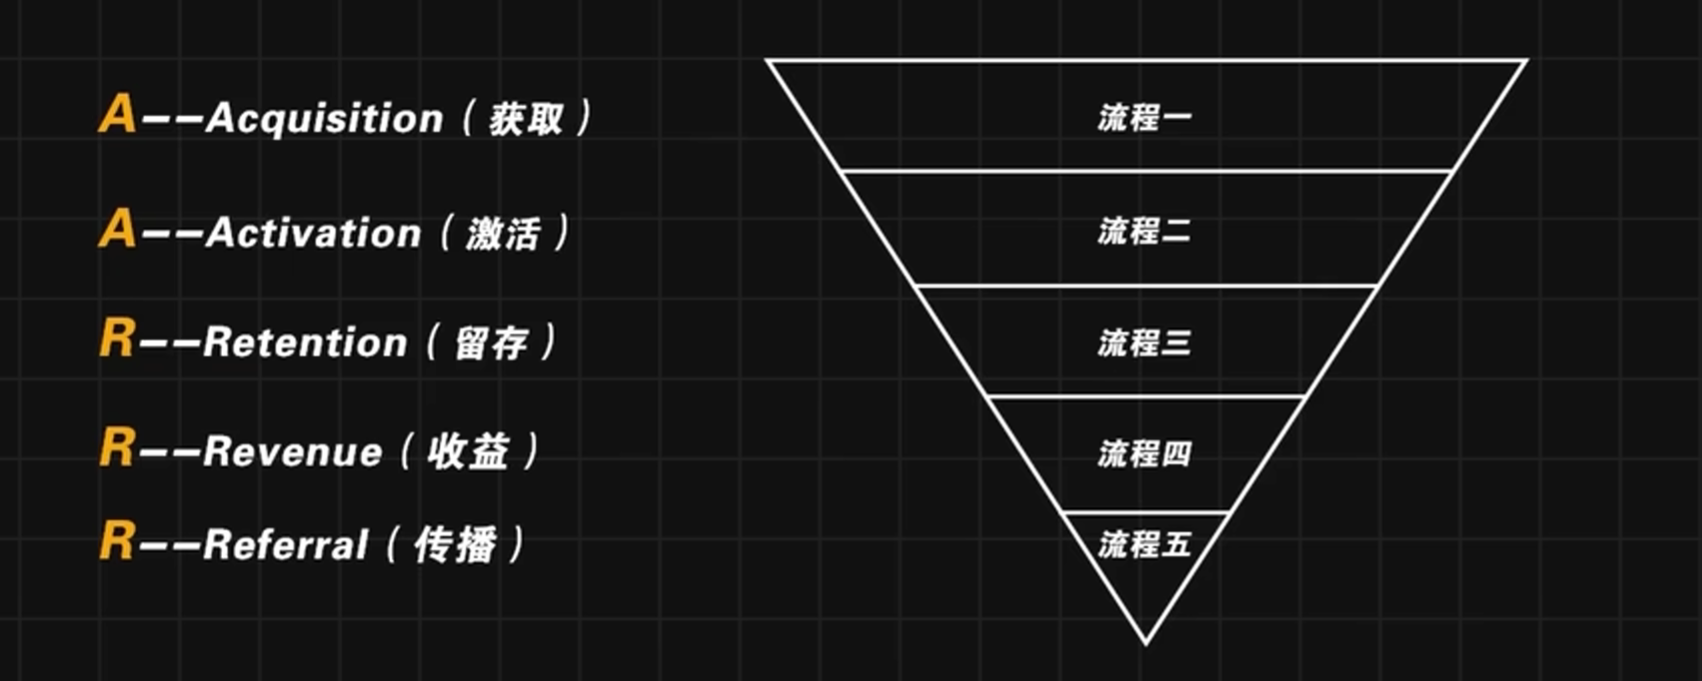 A——Acquisition（获取） 流程一
A——Activation（激活） 流程二
R——Retention（留存） 流程三
R——Revenue（收益） 流程四
R——Referral（传播） 流程五